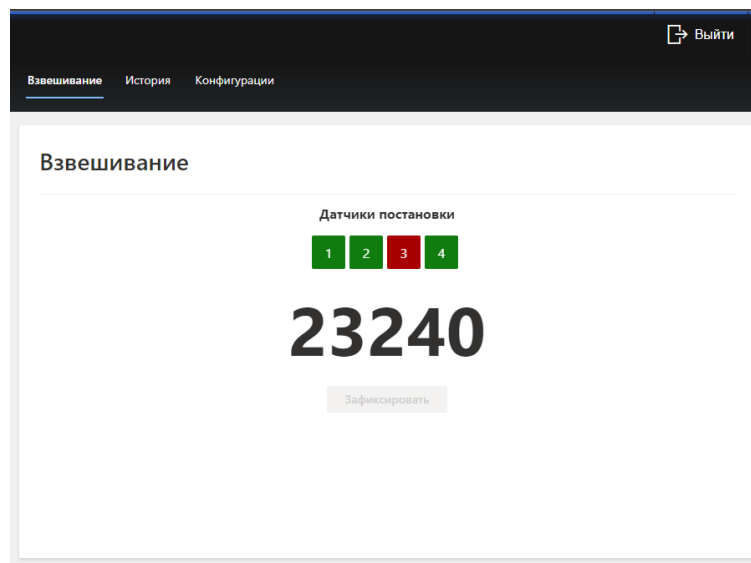 Выйти
Взвешивание История Конфигурации
Взвешивание
Датчики постановки
1 2 3 4
23240
Зафиксировать